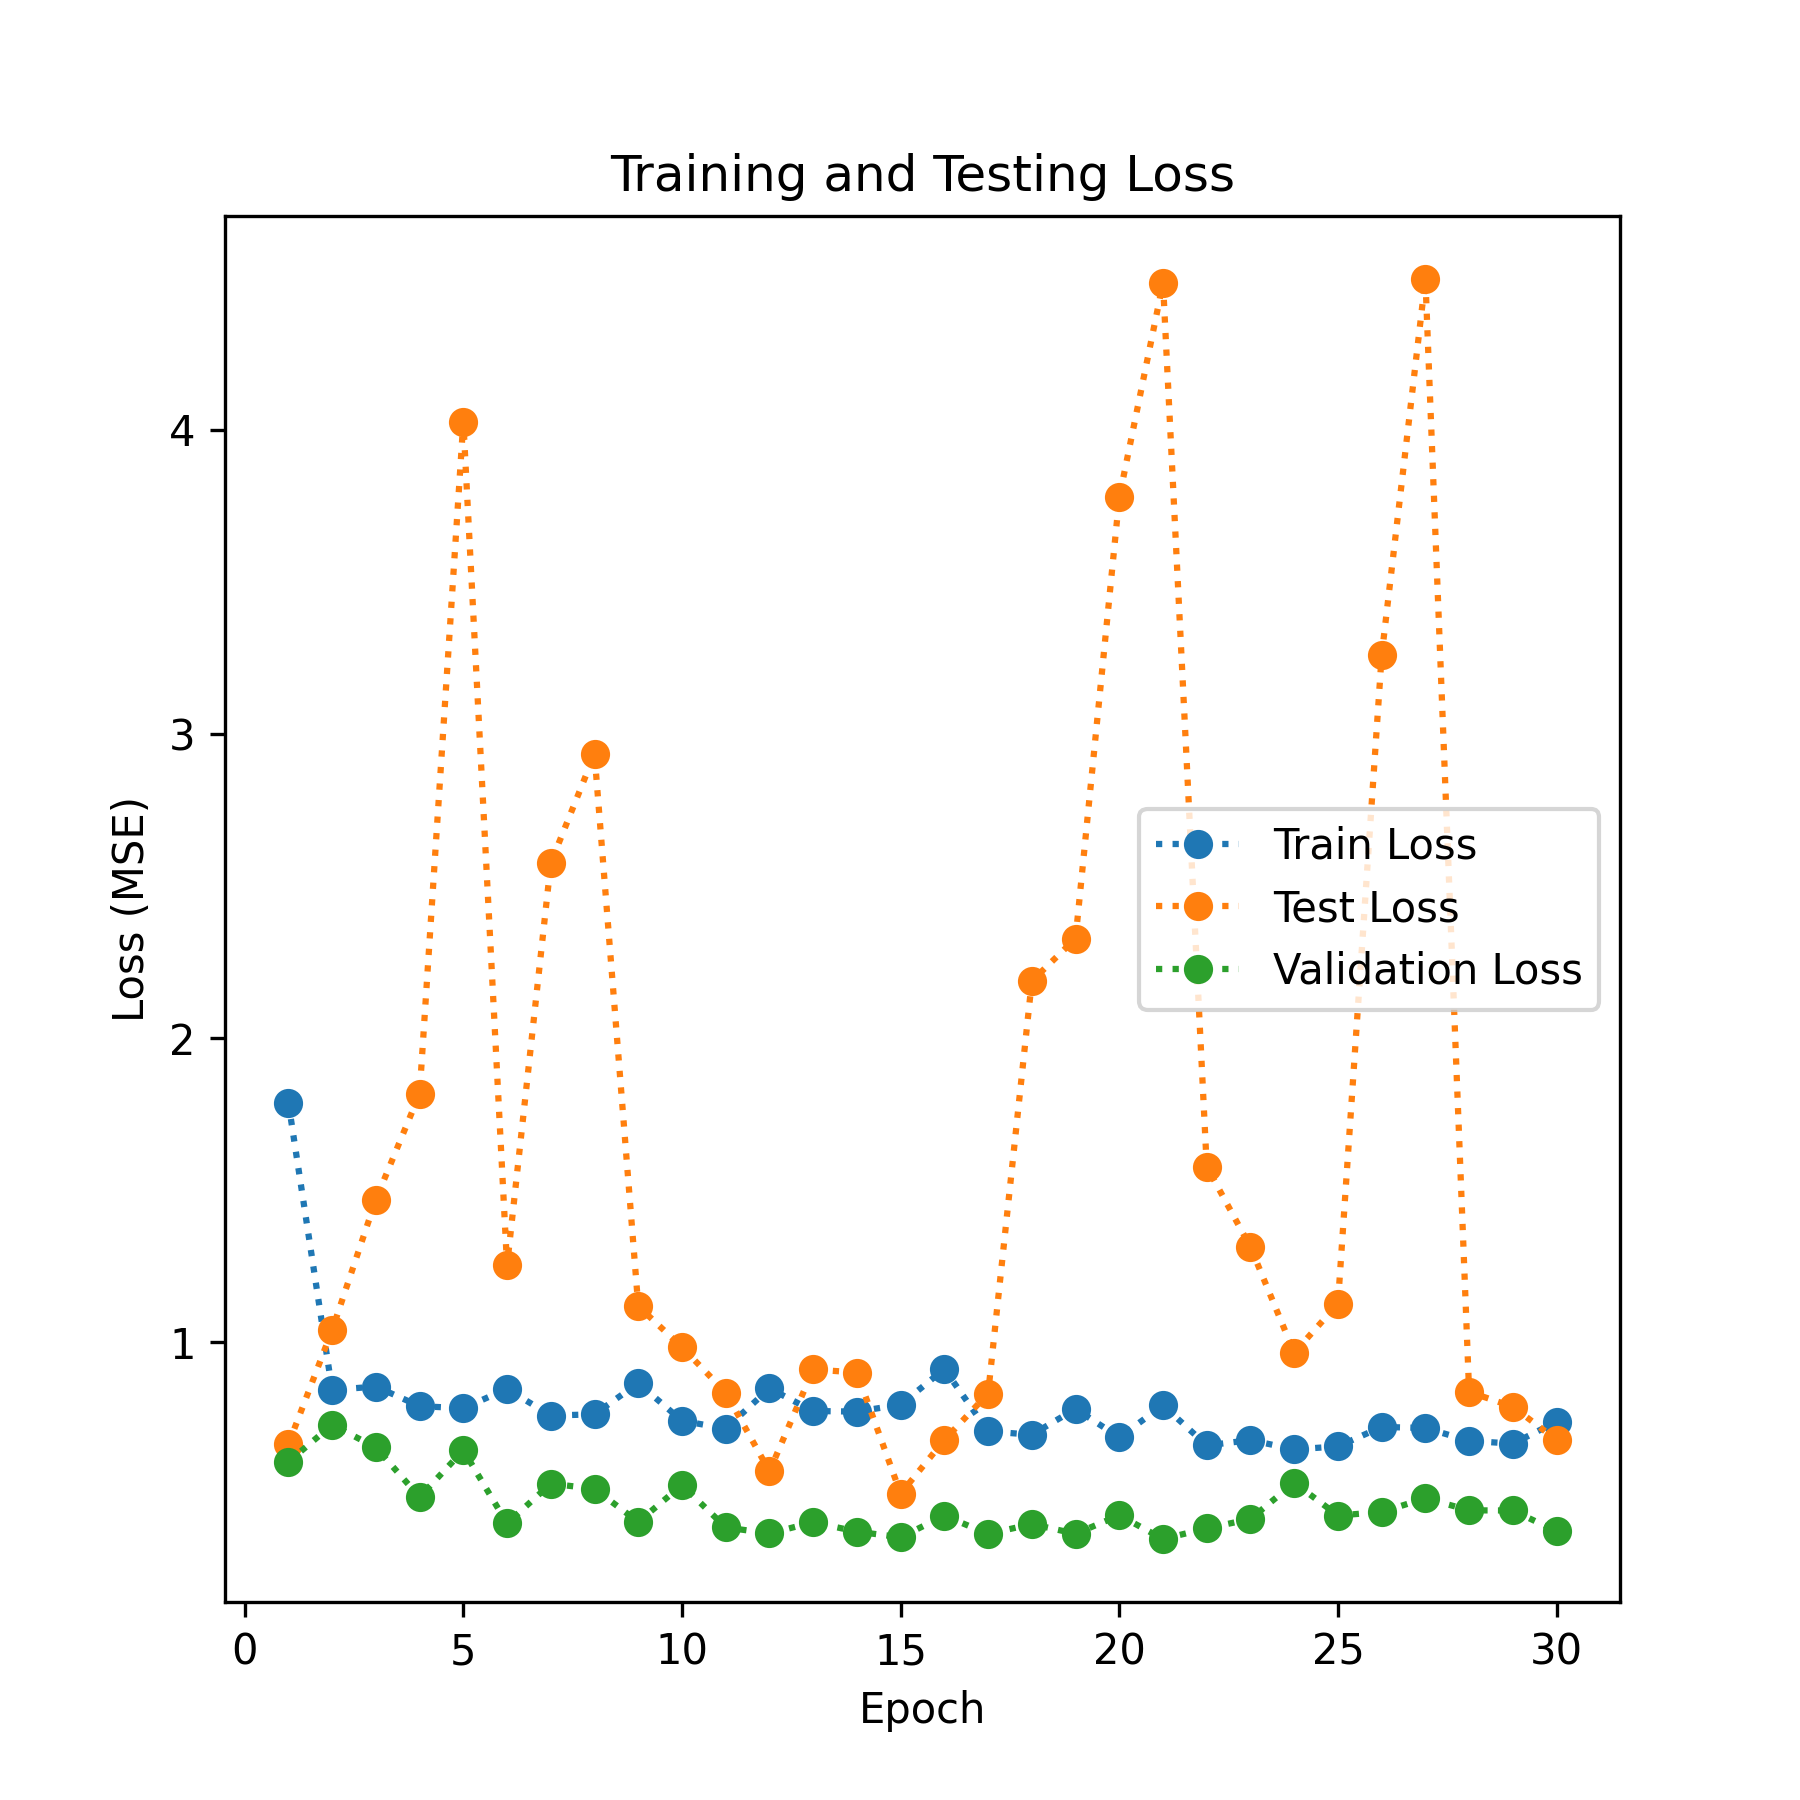 Training and Testing Loss
Loss (MSE)
4
3
2
1
Train Loss
Test Loss
Validation Loss
0 5 10 15 20 25 30
Epoch